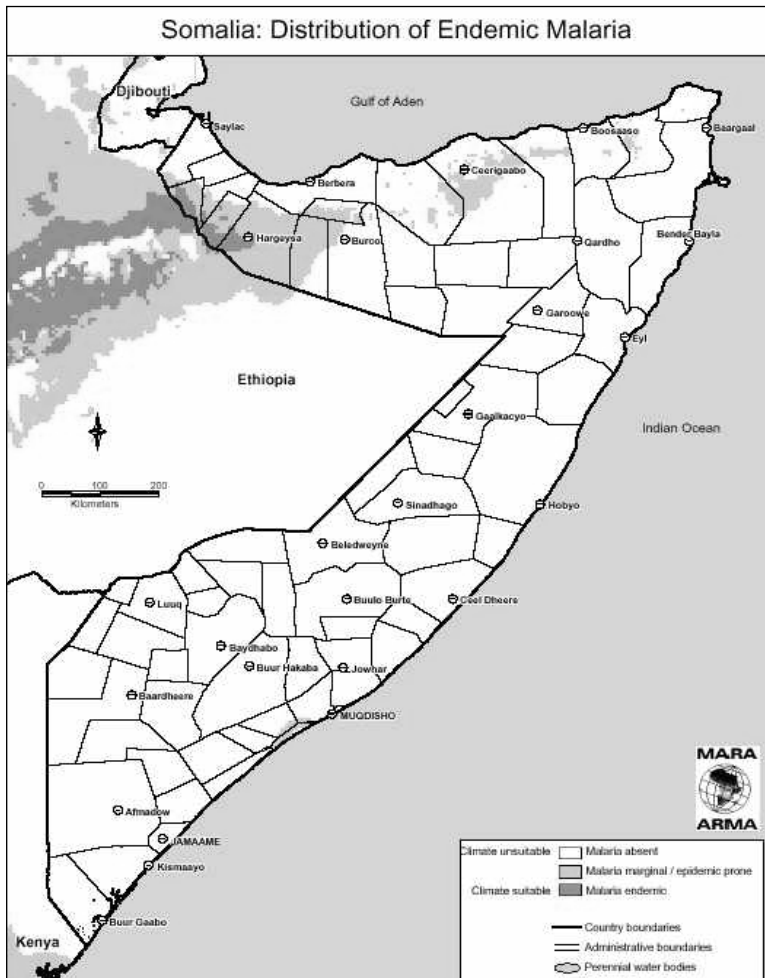 Somalia: Distribution of Endemic Malaria
Djibouti
Gulf of Aden
Saylac
Boosaaso
Baargaal
Ceerigaabo
Berbera
Hargeysa
Burco
Qardho
Bender Bayla
Garoowe
Eyl
Ethiopia
Gaalkacyo
Indian Ocean
0 100 200
Kilometers
Sinadhago
Hobyo
Beledweyne
Luuq
Buulo Burte
Ceel Dheere
Baydhabo
Buur Hakaba
Jowhar
Baardheere
MUQDISHO
MARA
ARMA
Afmadow
JAMAAME
Kismaayo
Buur Gaabo
Kenya
Climate unsuitable Malaria absent
Malaria marginal / epidemic prone
Climate suitable Malaria endemic
Country boundaries
Administrative boundaries
Perennial water bodies